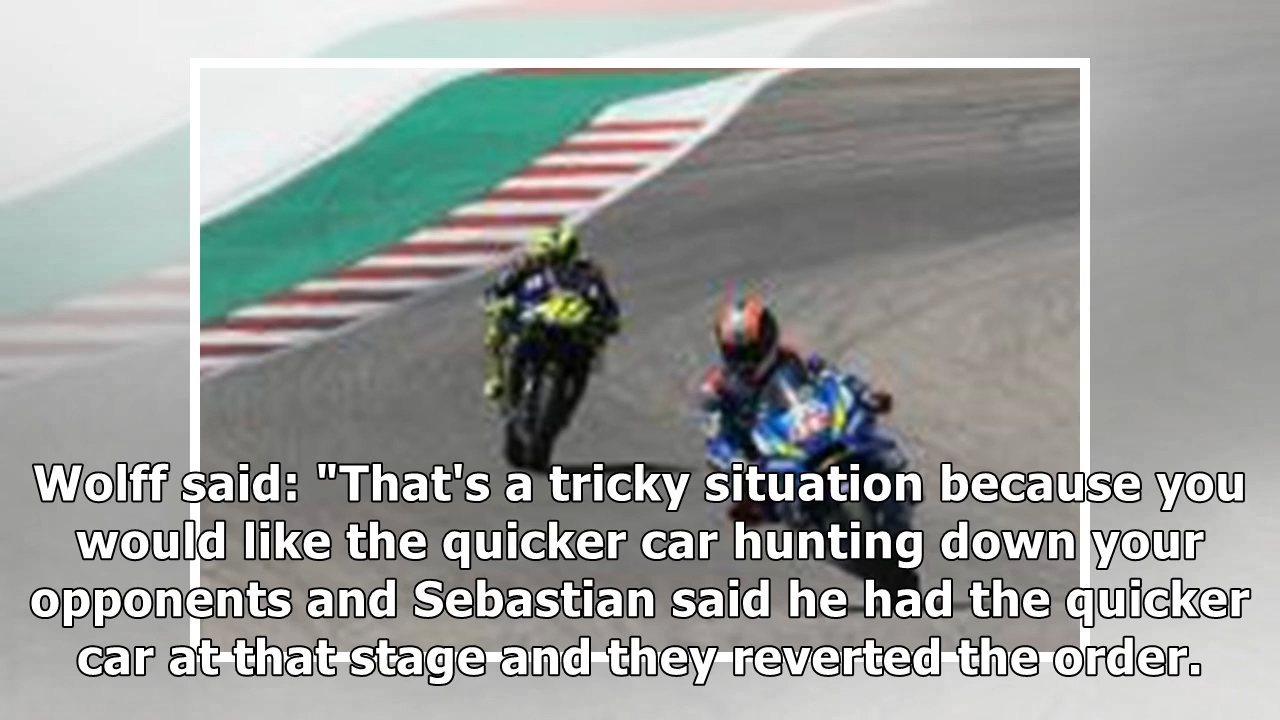 Wolff said: "That's a tricky situation because you
would like the quicker car hunting down your
opponents and Sebastian said he had the quicker
car at that stage and they reverted the order.